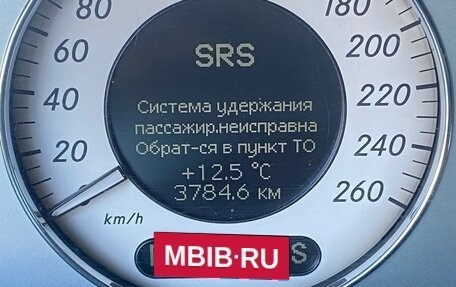 80
180
60
200
40
220
20
240
260
km/h
SRS
Система удержания
пассажир.неисправна
Обрат-ся в пункт ТО
+12.5 °C
3784.6 км
MBIB·RU
S